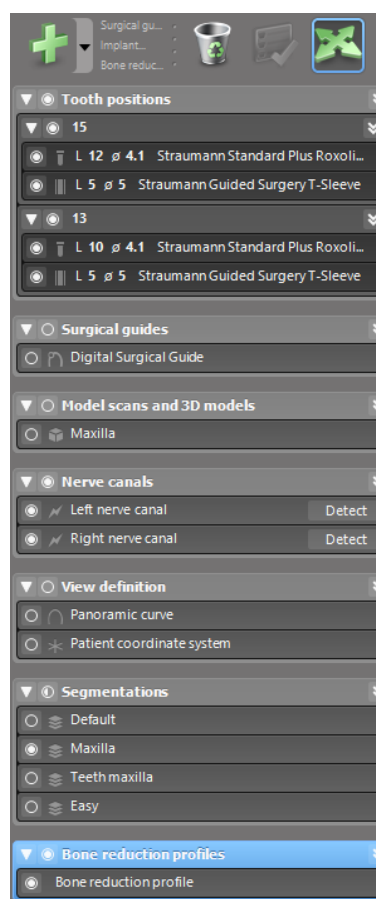 Surgical gu...
Implant...
Bone reduc...
Tooth positions
15
L 12 ø 4.1 Straumann Standard Plus Roxoli...
L 5 ø 5 Straumann Guided Surgery T-Sleeve
13
L 10 ø 4.1 Straumann Standard Plus Roxoli...
L 5 ø 5 Straumann Guided Surgery T-Sleeve
Surgical guides
Digital Surgical Guide
Model scans and 3D models
Maxilla
Nerve canals
Left nerve canal Detect
Right nerve canal Detect
View definition
Panoramic curve
Patient coordinate system
Segmentations
Default
Maxilla
Teeth maxilla
Easy
Bone reduction profiles
Bone reduction profile